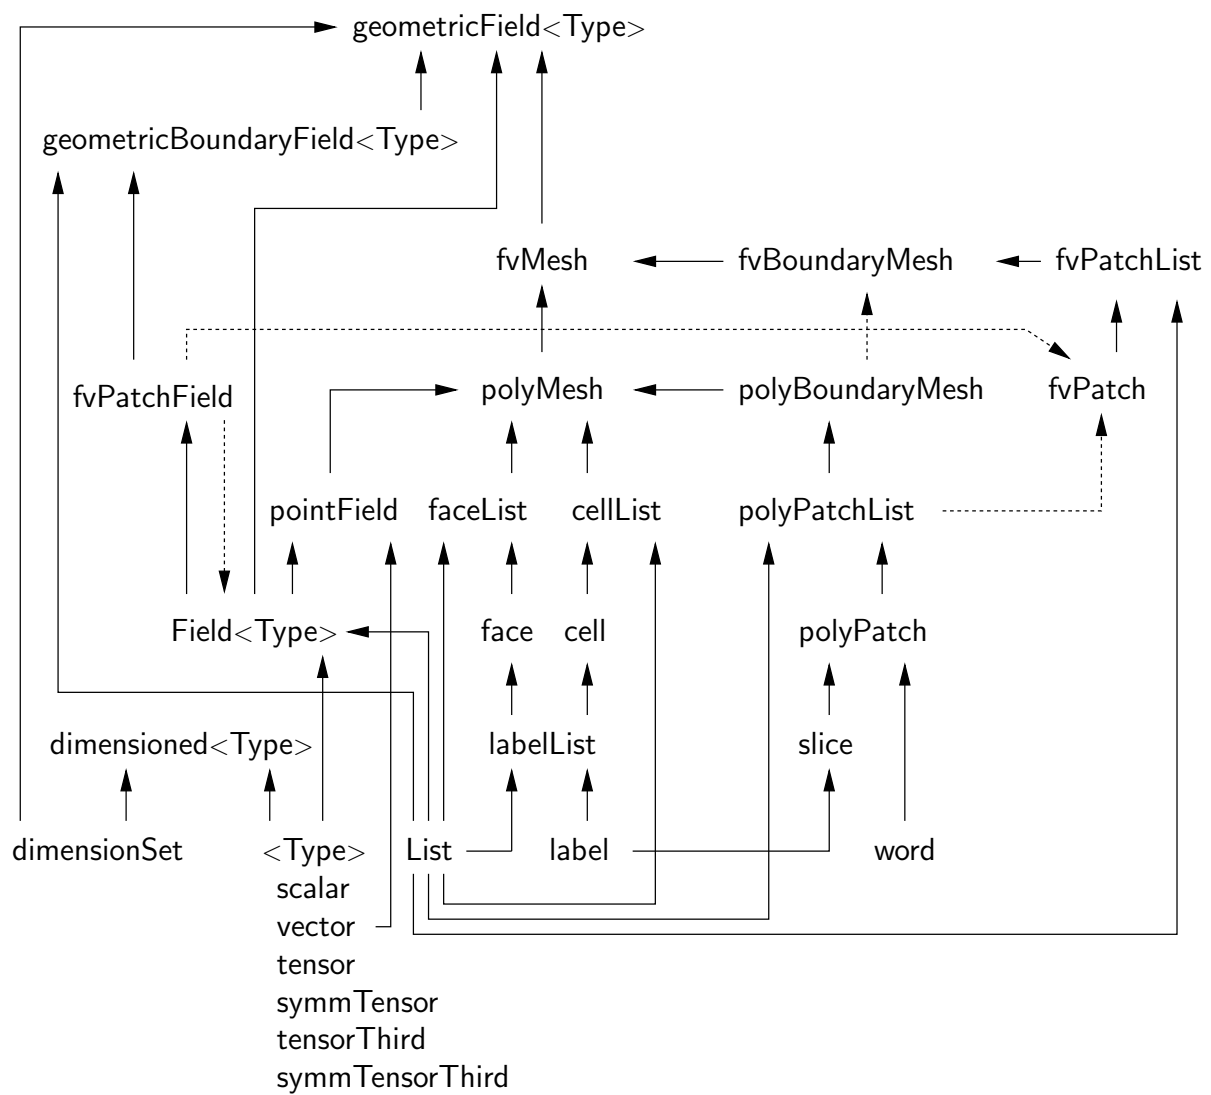 geometricField<Type>
geometricBoundaryField<Type>
fvMesh fvBoundaryMesh fvPatchList
fvPatchField polyMesh polyBoundaryMesh fvPatch
pointField faceList cellList polyPatchList
Field<Type> face cell polyPatch
dimensioned<Type> labelList slice
dimensionSet <Type> List label word
scalar
vector
tensor
symmTensor
tensorThird
symmTensorThird